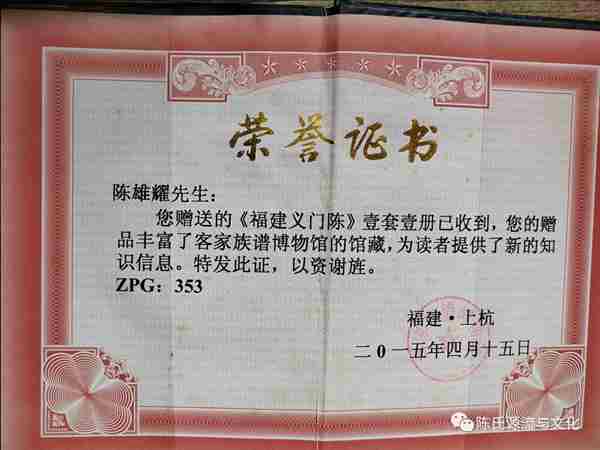 荣誉证书
陈雄耀先生：
您赠送的《福建义门陈》壹套壹册已收到，您的赠
品丰富了客家族谱博物馆的馆藏，为读者提供了新的知
识信息。特发此证，以资谢旌。
ZPG：353
福建·上杭
二0一五年四月十五日
陈氏源流与文化